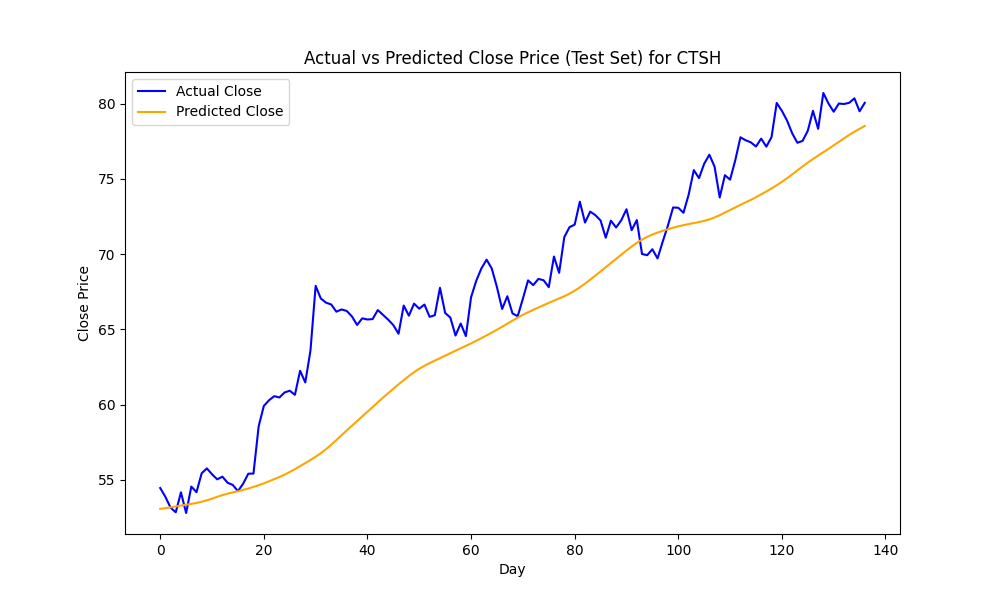 Actual vs Predicted Close Price (Test Set) for CTSH
Actual Close
Predicted Close
Close Price
80
75
70
65
60
55
0 20 40 60 80 100 120 140
Day